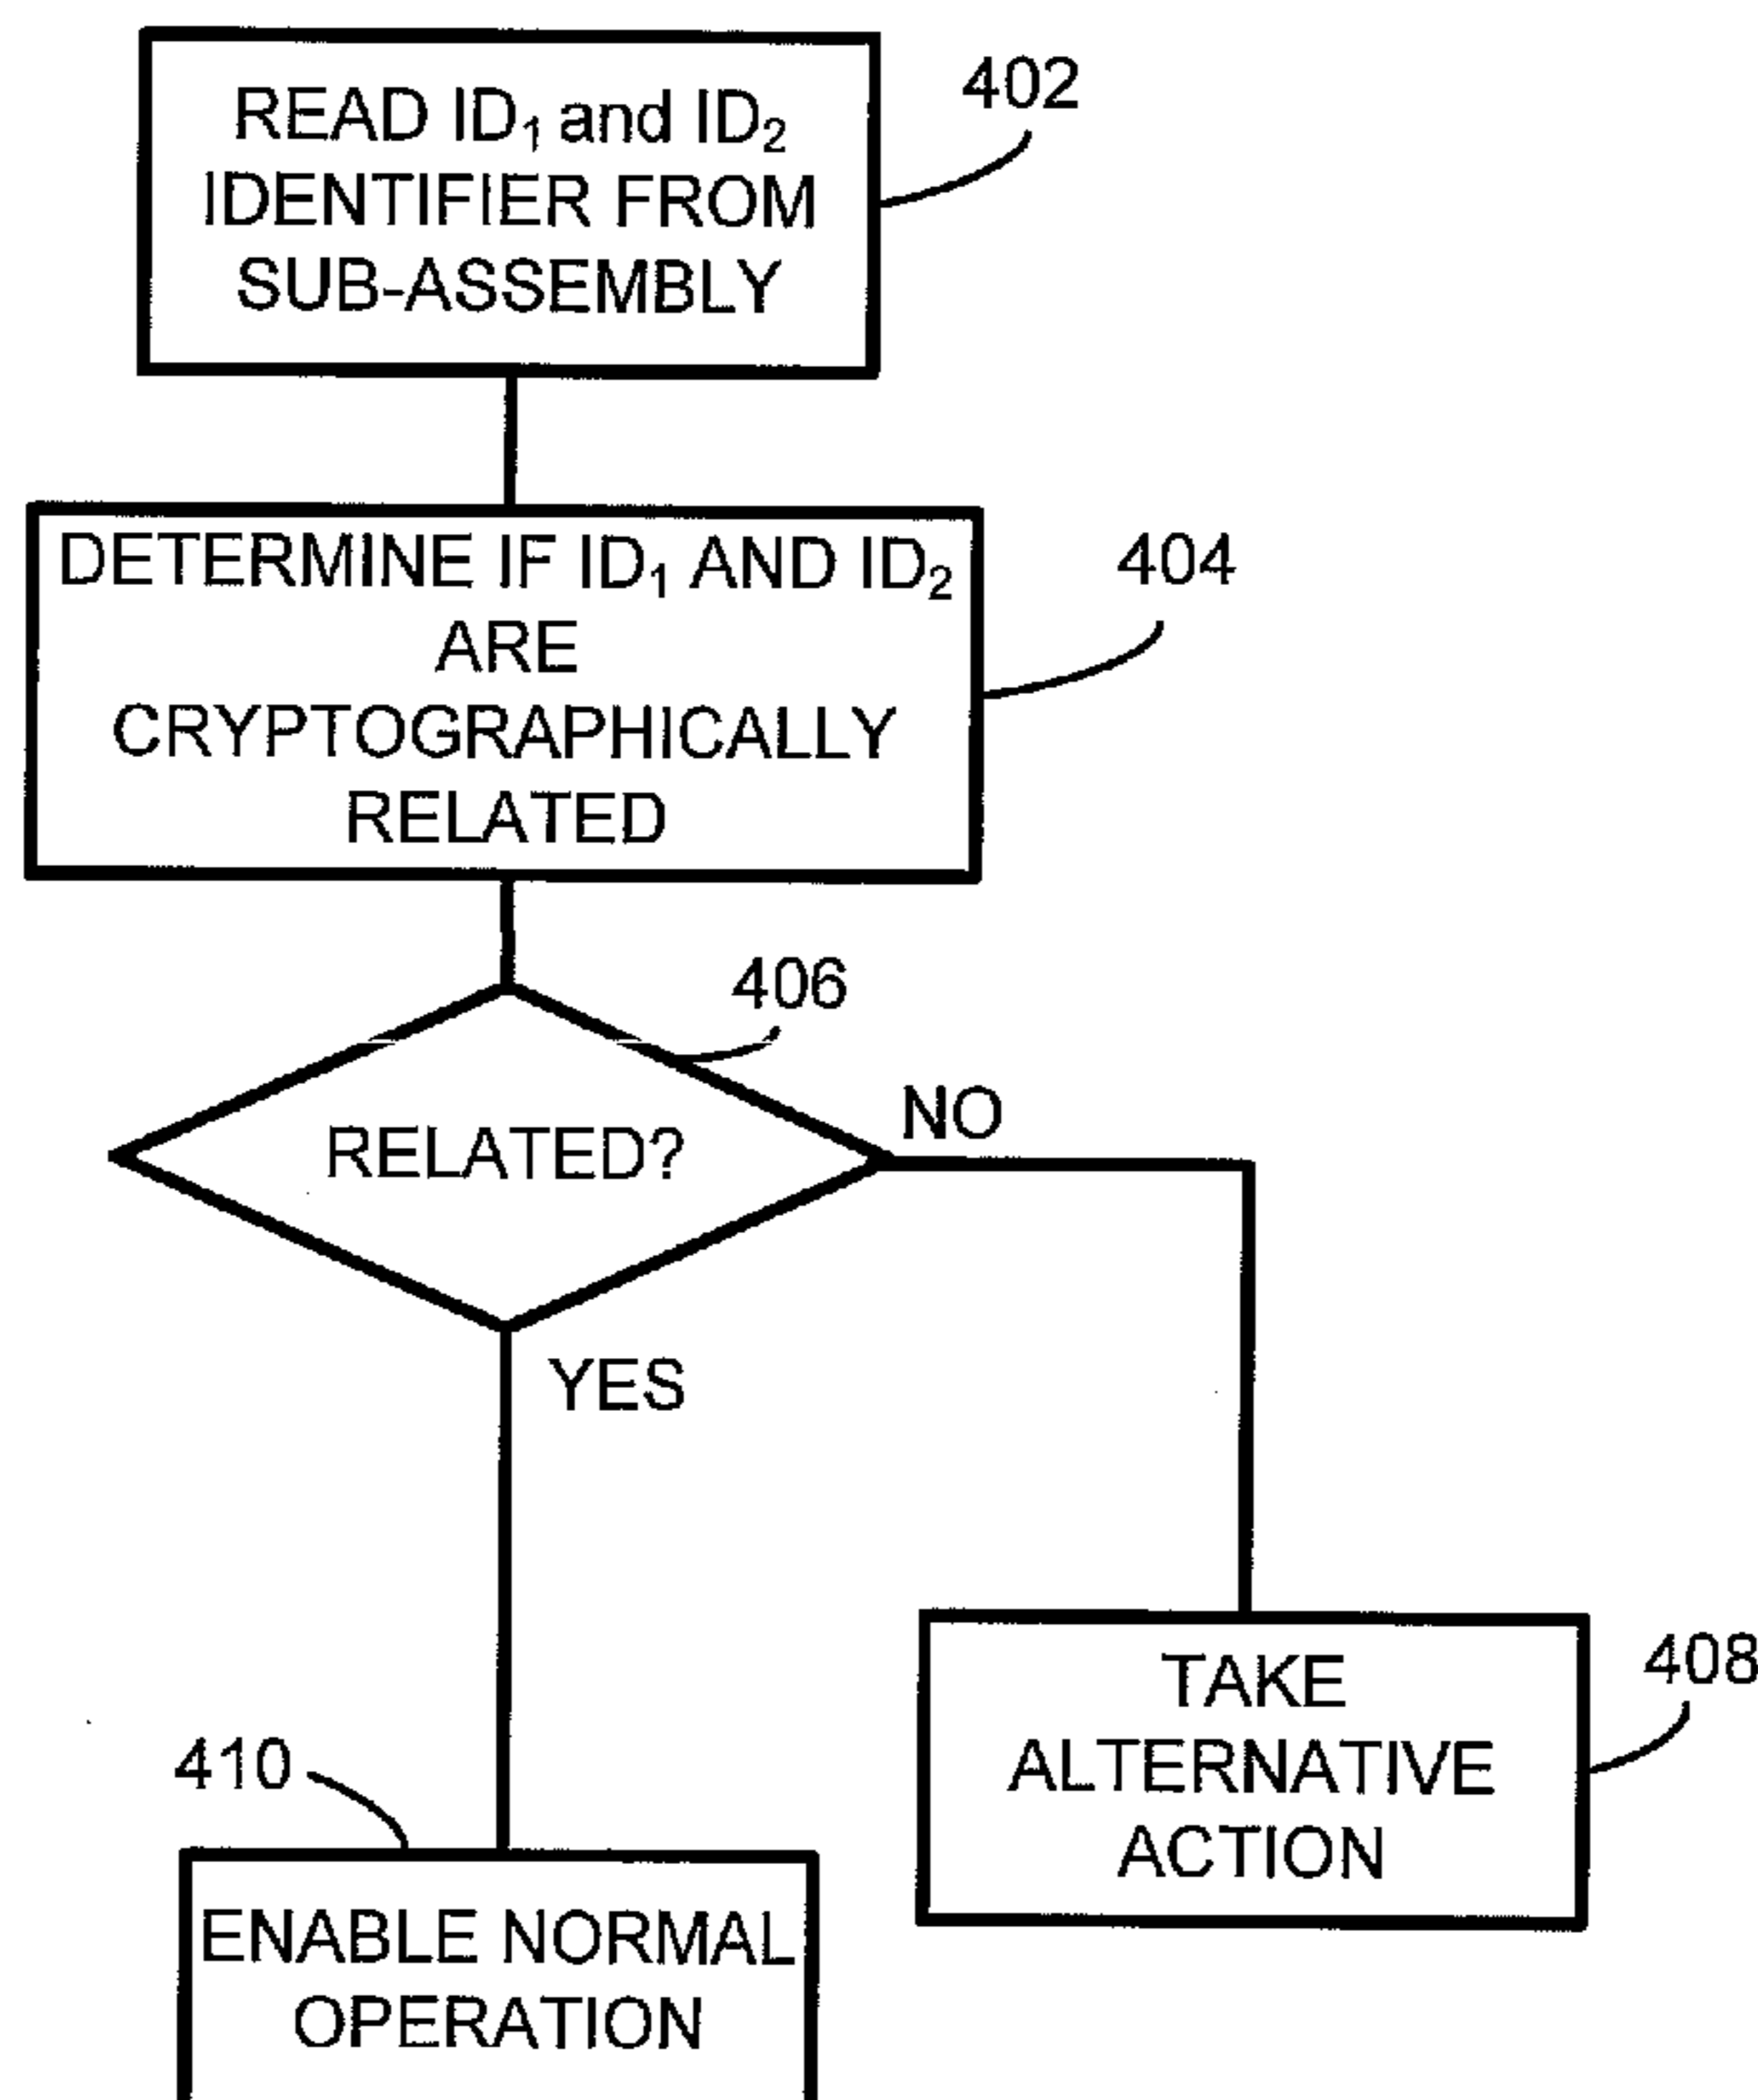 READ ID₁ and ID₂
IDENTIFIER FROM
SUB-ASSEMBLY
402
DETERMINE IF ID₁ AND ID₂
ARE
CRYPTOGRAPHICALLY
RELATED
404
406
RELATED?
NO
YES
TAKE
ALTERNATIVE
ACTION
408
410
ENABLE NORMAL
OPERATION